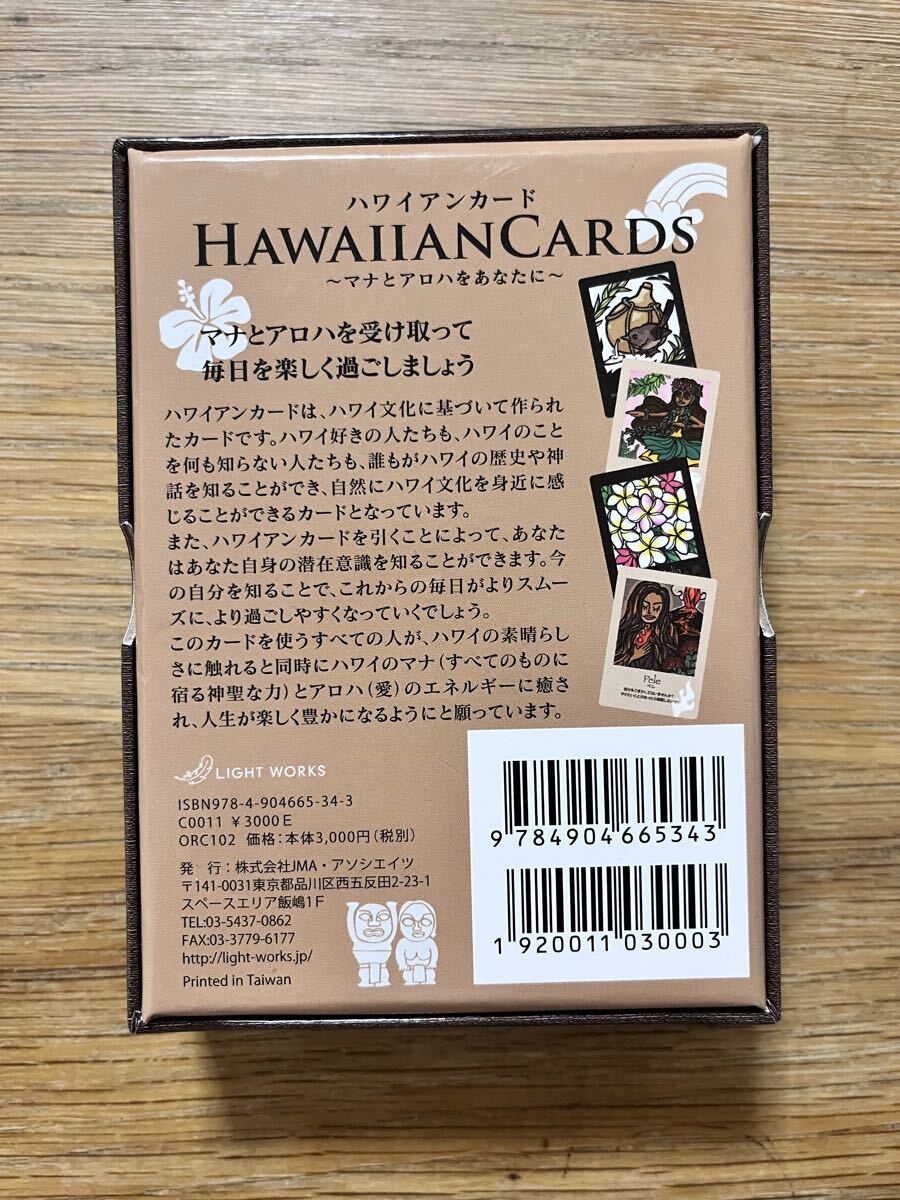 ハワイアンカード
HAWAIIANCARDS
～マナとアロハをあなたに～
マナとアロハを受け取って
毎日を楽しく過ごしましょう
ハワイアンカードは、ハワイ文化に基づいて作られ
たカードです。ハワイ好きの人たちも、ハワイのこと
を何も知らない人たちも、誰もがハワイの歴史や神
話を知ることができ、自然にハワイ文化を身近に感
じることができるカードとなっています。
また、ハワイアンカードを引くことによって、あなた
はあなた自身の潜在意識を知ることができます。今
の自分を知ることで、これからの毎日がよりスムー
ズに、より過ごしやすくなっていくでしょう。
このカードを使うすべての人が、ハワイの素晴らし
さに触れると同時にハワイのマナ（すべてのものに
宿る神聖な力）とアロハ（愛）のエネルギーに癒さ
れ、人生が楽しく豊かになるようにと願っています。
Pele
ペレ
LIGHT WORKS
ISBN978-4-904665-34-3
C0011 ￥3000E
ORC102 価格：本体3,000円（税別）
発 行：株式会社JMA・アソシエイツ
〒141-0031東京都品川区西五反田2-23-1
スペースエリア飯嶋1F
TEL:03-5437-0862
FAX:03-3779-6177
http://light-works.jp/
Printed in Taiwan
9 784904 665343
1 920011 030003